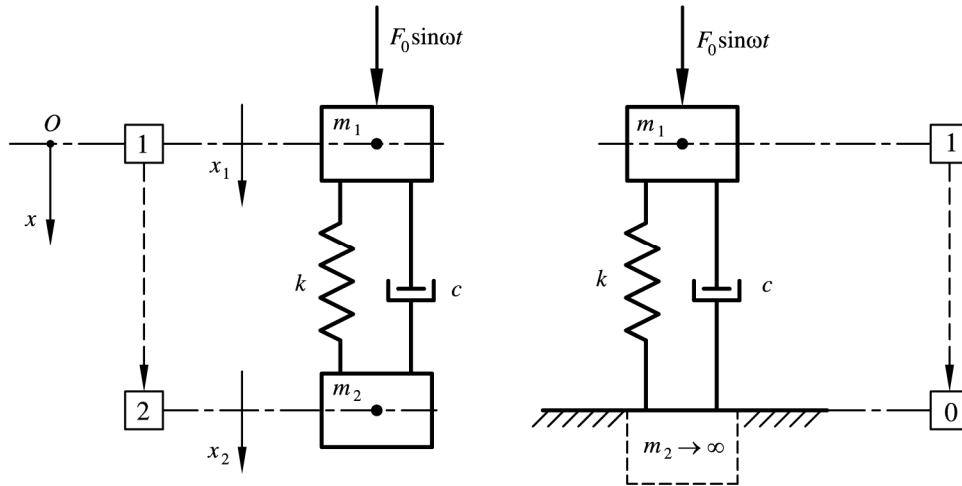 F₀sinωt
O
1
m₁
x₁
x
k
c
2
m₂
x₂
F₀sinωt
m₁
1
k
c
0
m₂ → ∞